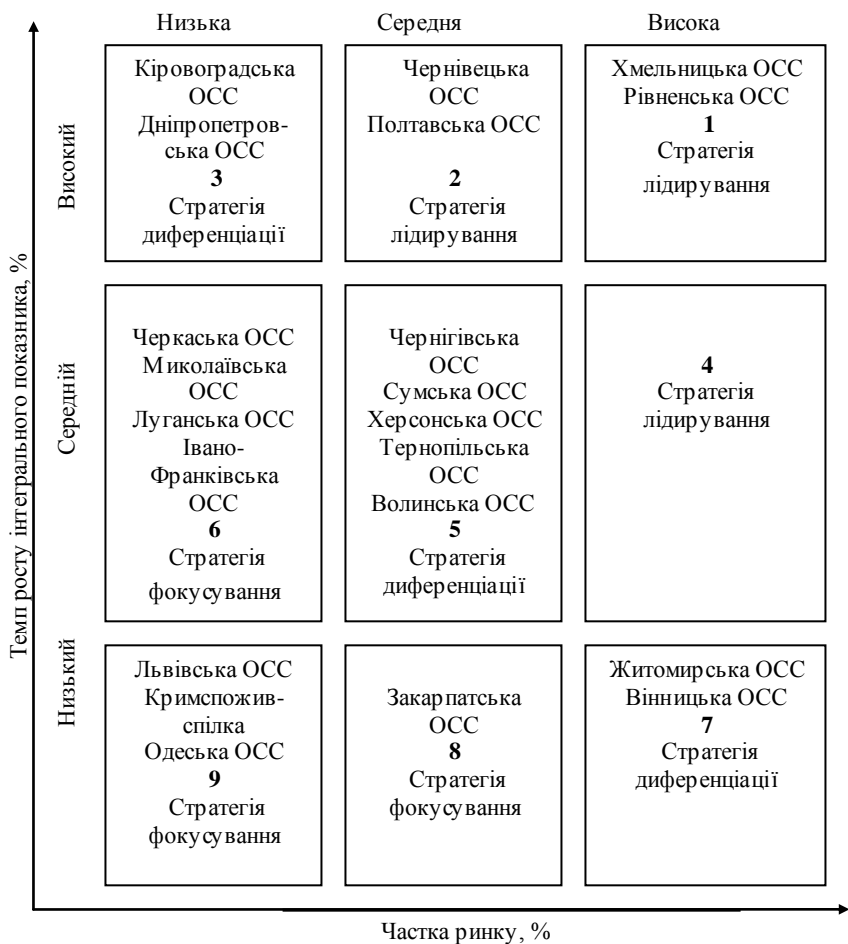 Низька
Середня
Висока
Темп росту інтегрального показника, %
Високий
Кіровоградська
ОСС
Дніпропетров-
ська ОСС
3
Стратегія
диференціації
Чернівецька
ОСС
Полтавська ОСС
2
Стратегія
лідирування
Хмельницька ОСС
Рівненська ОСС
1
Стратегія
лідирування
Середній
Черкаська ОСС
Миколаївська
ОСС
Луганська ОСС
Івано-
Франківська
ОСС
6
Стратегія
фокусування
Чернігівська
ОСС
Сумська ОСС
Херсонська ОСС
Тернопільська
ОСС
Волинська ОСС
5
Стратегія
диференціації
4
Стратегія
лідирування
Низький
Львівська ОСС
Кримспожив-
спілка
Одеська ОСС
9
Стратегія
фокусування
Закарпатська
ОСС
8
Стратегія
фокусування
Житомирська ОСС
Вінницька ОСС
7
Стратегія
диференціації
Частка ринку, %